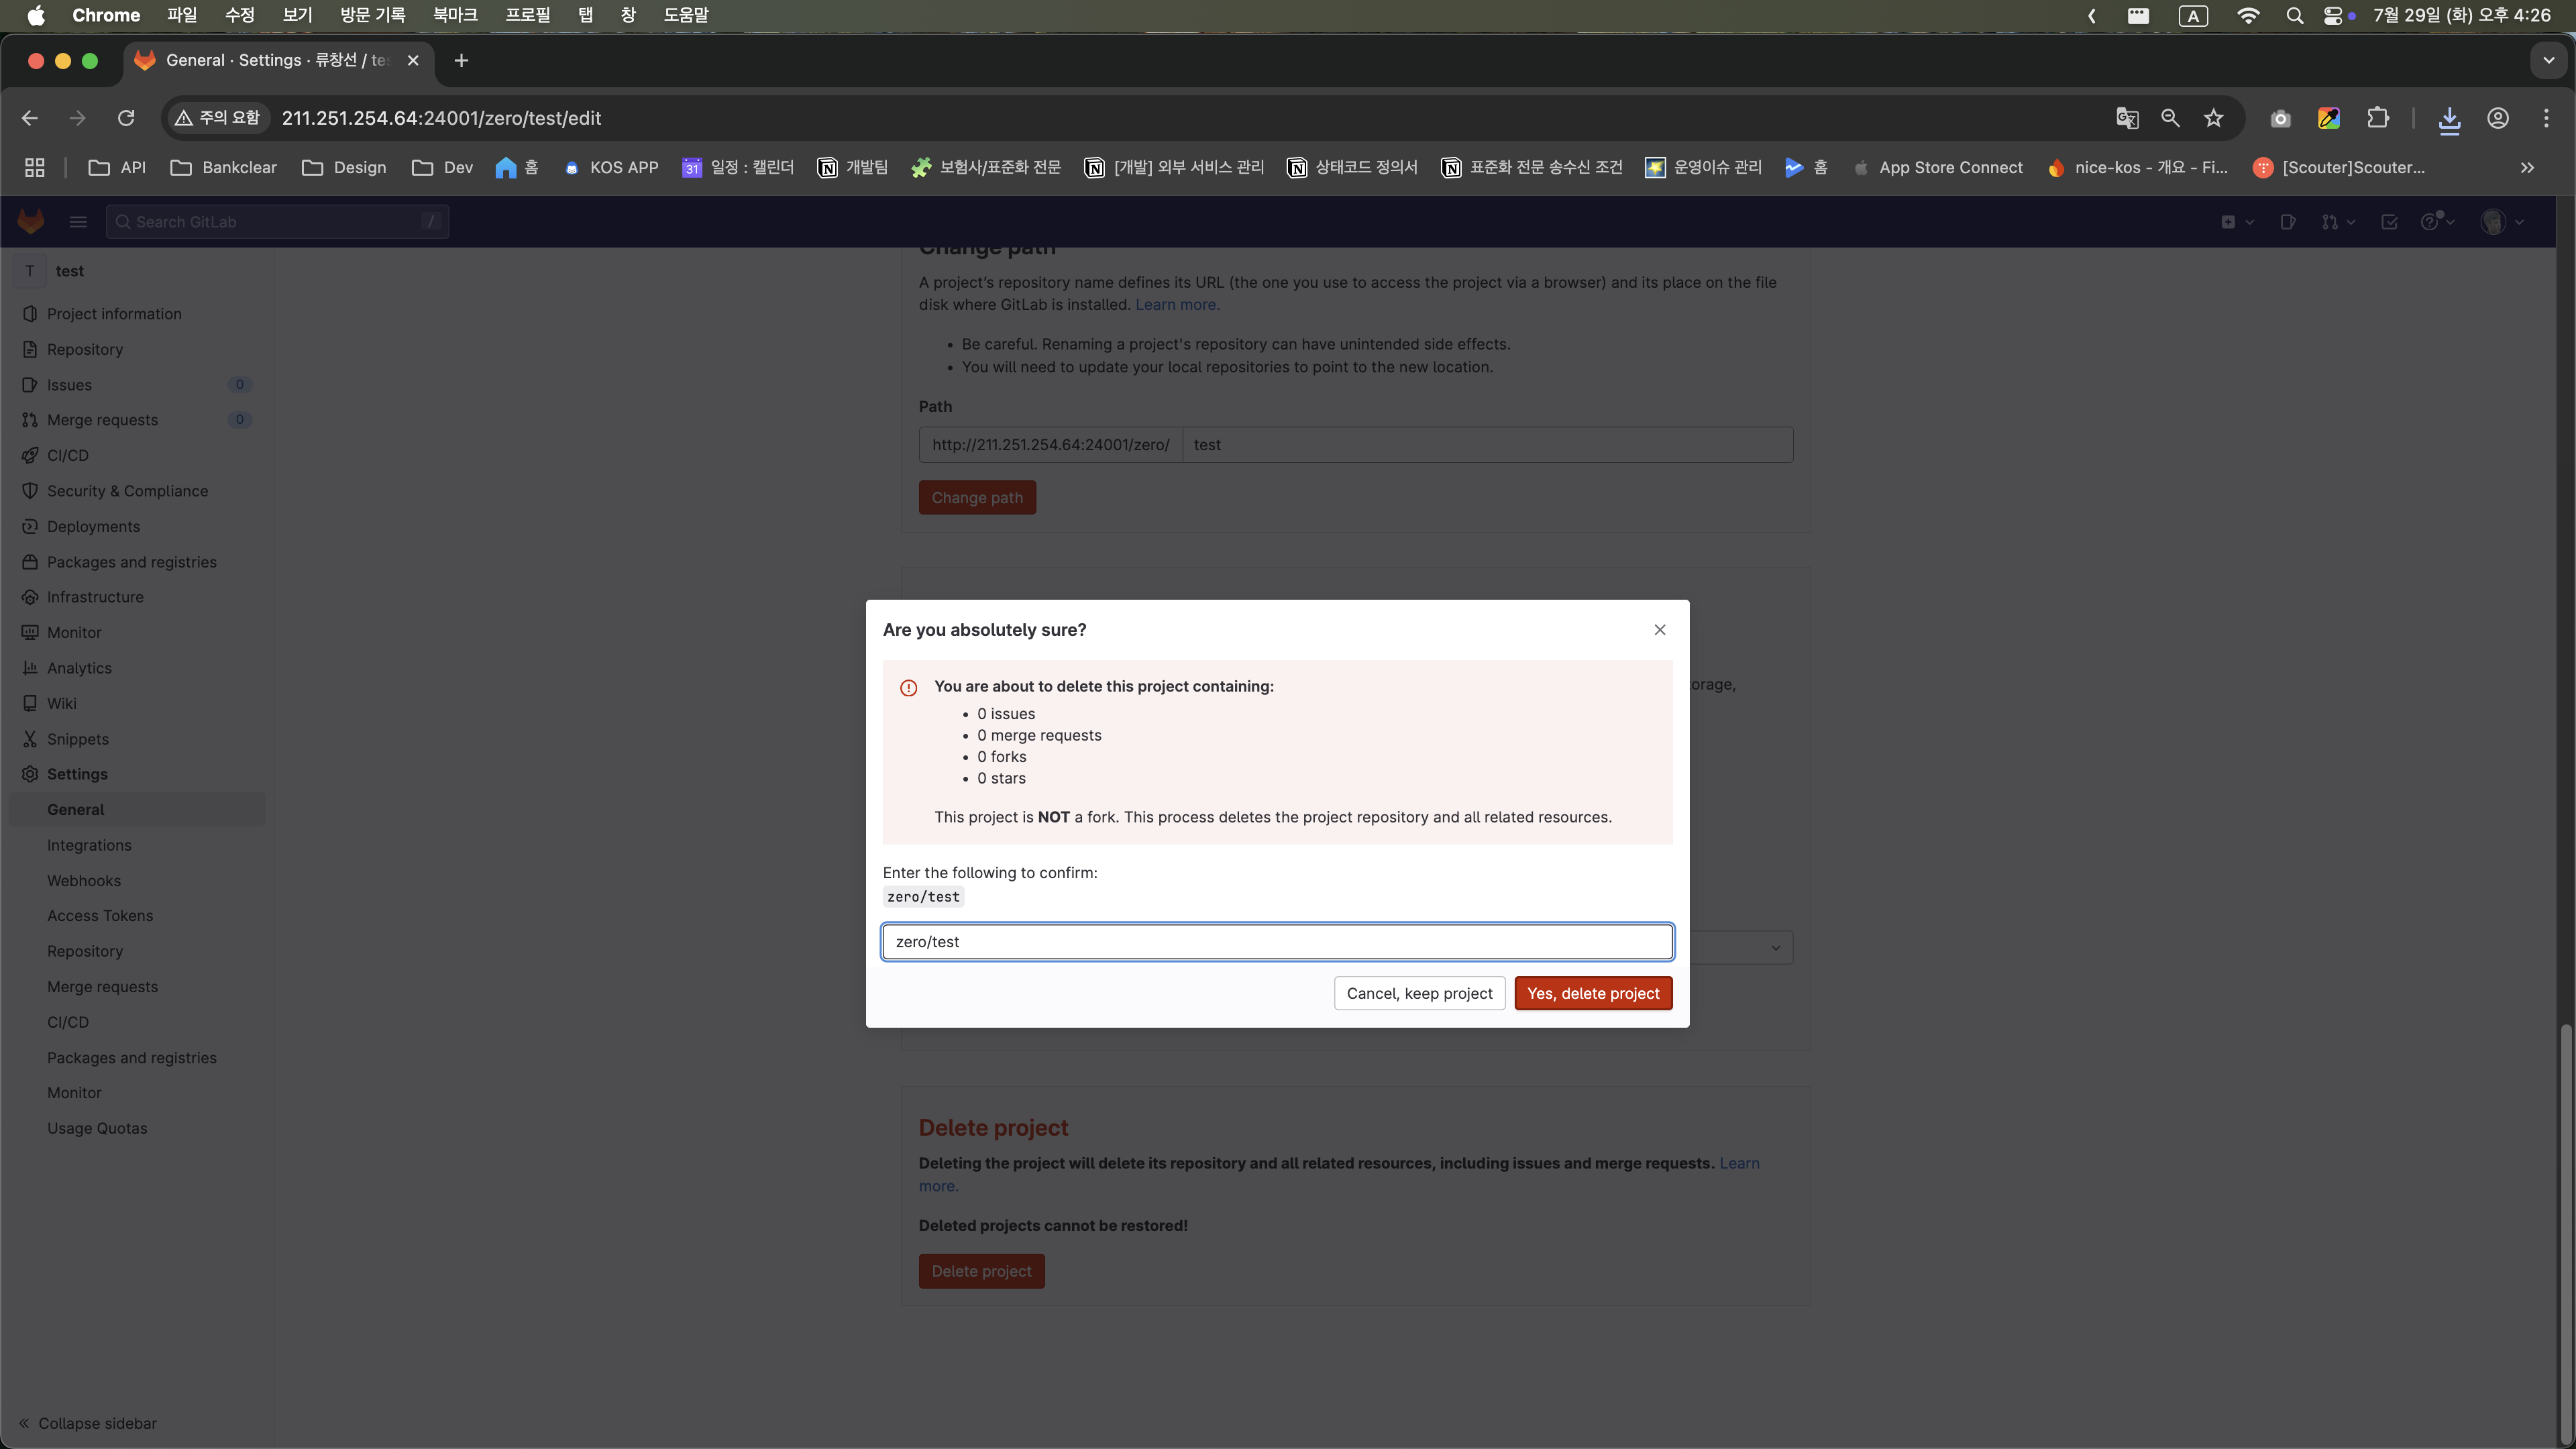 Chrome 파일 수정 보기 방문 기록 북마크 프로필 탭 창 도움말 A 7월 29일 (화) 오후 4:26
General · Settings · 류창선 / tes
주의 요함 211.251.254.64:24001/zero/test/edit
API Bankclear Design Dev 홈 KOS APP 31 일정 : 캘린더 개발팀 보험사/표준화 전문 [개발] 외부 서비스 관리 상태코드 정의서 표준화 전문 송수신 조건 운영이슈 관리 홈 App Store Connect nice-kos - 개요 - Fi... [Scouter]Scouter...
Search GitLab /
T test
Project information
Repository
Issues 0
Merge requests 0
CI/CD
Security & Compliance
Deployments
Packages and registries
Infrastructure
Monitor
Analytics
Wiki
Snippets
Settings
General
Integrations
Webhooks
Access Tokens
Repository
Merge requests
CI/CD
Packages and registries
Monitor
Usage Quotas
Collapse sidebar
Change path
A project’s repository name defines its URL (the one you use to access the project via a browser) and its place on the file
disk where GitLab is installed. Learn more.
• Be careful. Renaming a project's repository can have unintended side effects.
• You will need to update your local repositories to point to the new location.
Path
http://211.251.254.64:24001/zero/ test
Change path
orage,
Are you absolutely sure?
You are about to delete this project containing:
• 0 issues
• 0 merge requests
• 0 forks
• 0 stars
This project is NOT a fork. This process deletes the project repository and all related resources.
Enter the following to confirm:
zero/test
zero/test
Cancel, keep project Yes, delete project
Delete project
Deleting the project will delete its repository and all related resources, including issues and merge requests. Learn
more.
Deleted projects cannot be restored!
Delete project